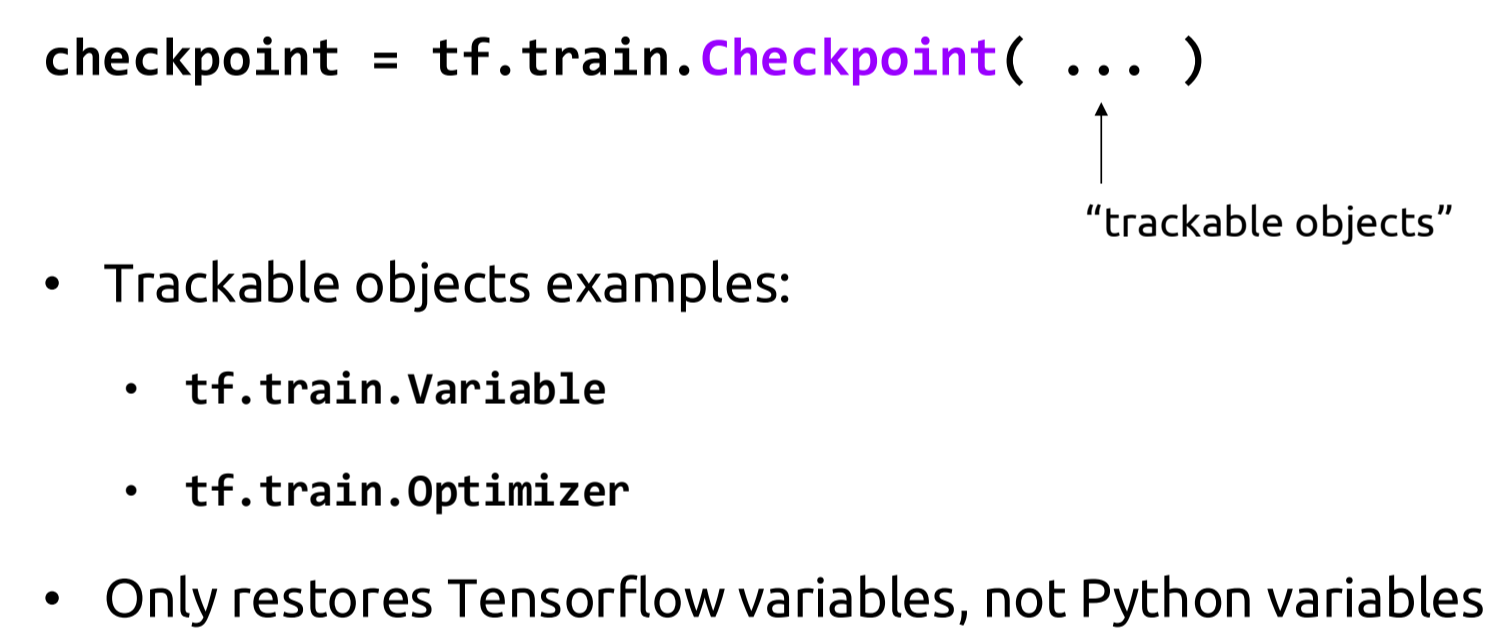 checkpoint = tf.train.Checkpoint( ... )
“trackable objects”
• Trackable objects examples:
• tf.train.Variable
• tf.train.Optimizer
• Only restores Tensorflow variables, not Python variables